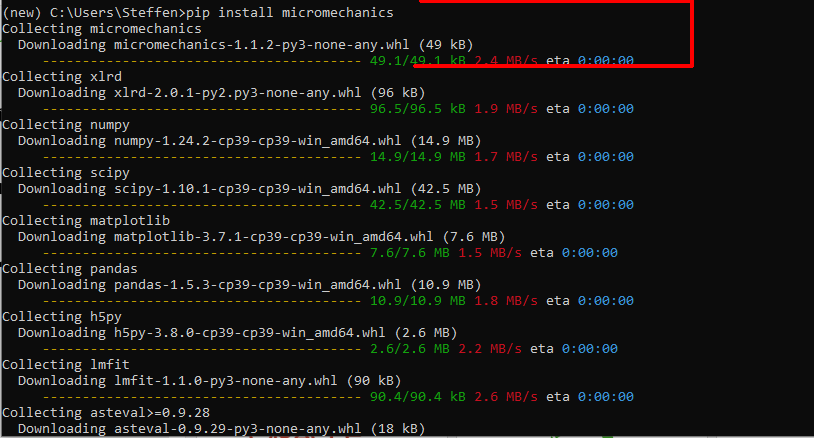 (new) C:\Users\Steffen>pip install micromechanics
Collecting micromechanics
  Downloading micromechanics-1.1.2-py3-none-any.whl (49 kB)
     ---------------------------------------- 49.1/49.1 kB 2.4 MB/s eta 0:00:00
Collecting xlrd
  Downloading xlrd-2.0.1-py2.py3-none-any.whl (96 kB)
     ---------------------------------------- 96.5/96.5 kB 1.9 MB/s eta 0:00:00
Collecting numpy
  Downloading numpy-1.24.2-cp39-cp39-win_amd64.whl (14.9 MB)
     ---------------------------------------- 14.9/14.9 MB 1.7 MB/s eta 0:00:00
Collecting scipy
  Downloading scipy-1.10.1-cp39-cp39-win_amd64.whl (42.5 MB)
     ---------------------------------------- 42.5/42.5 MB 1.5 MB/s eta 0:00:00
Collecting matplotlib
  Downloading matplotlib-3.7.1-cp39-cp39-win_amd64.whl (7.6 MB)
     ---------------------------------------- 7.6/7.6 MB 1.5 MB/s eta 0:00:00
Collecting pandas
  Downloading pandas-1.5.3-cp39-cp39-win_amd64.whl (10.9 MB)
     ---------------------------------------- 10.9/10.9 MB 1.8 MB/s eta 0:00:00
Collecting h5py
  Downloading h5py-3.8.0-cp39-cp39-win_amd64.whl (2.6 MB)
     ---------------------------------------- 2.6/2.6 MB 2.2 MB/s eta 0:00:00
Collecting lmfit
  Downloading lmfit-1.1.0-py3-none-any.whl (90 kB)
     ---------------------------------------- 90.4/90.4 kB 2.6 MB/s eta 0:00:00
Collecting asteval>=0.9.28
  Downloading asteval-0.9.29-py3-none-any.whl (18 kB)